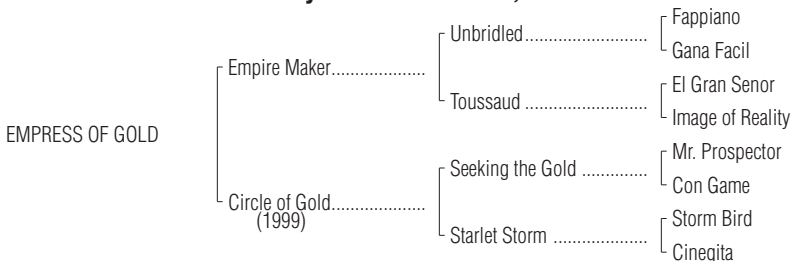 Fappiano
Unbridled
Gana Facil
Empire Maker
El Gran Senor
Toussaud
Image of Reality
EMPRESS OF GOLD
Mr. Prospector
Seeking the Gold
Con Game
Circle of Gold
(1999)
Storm Bird
Starlet Storm
Cinegita